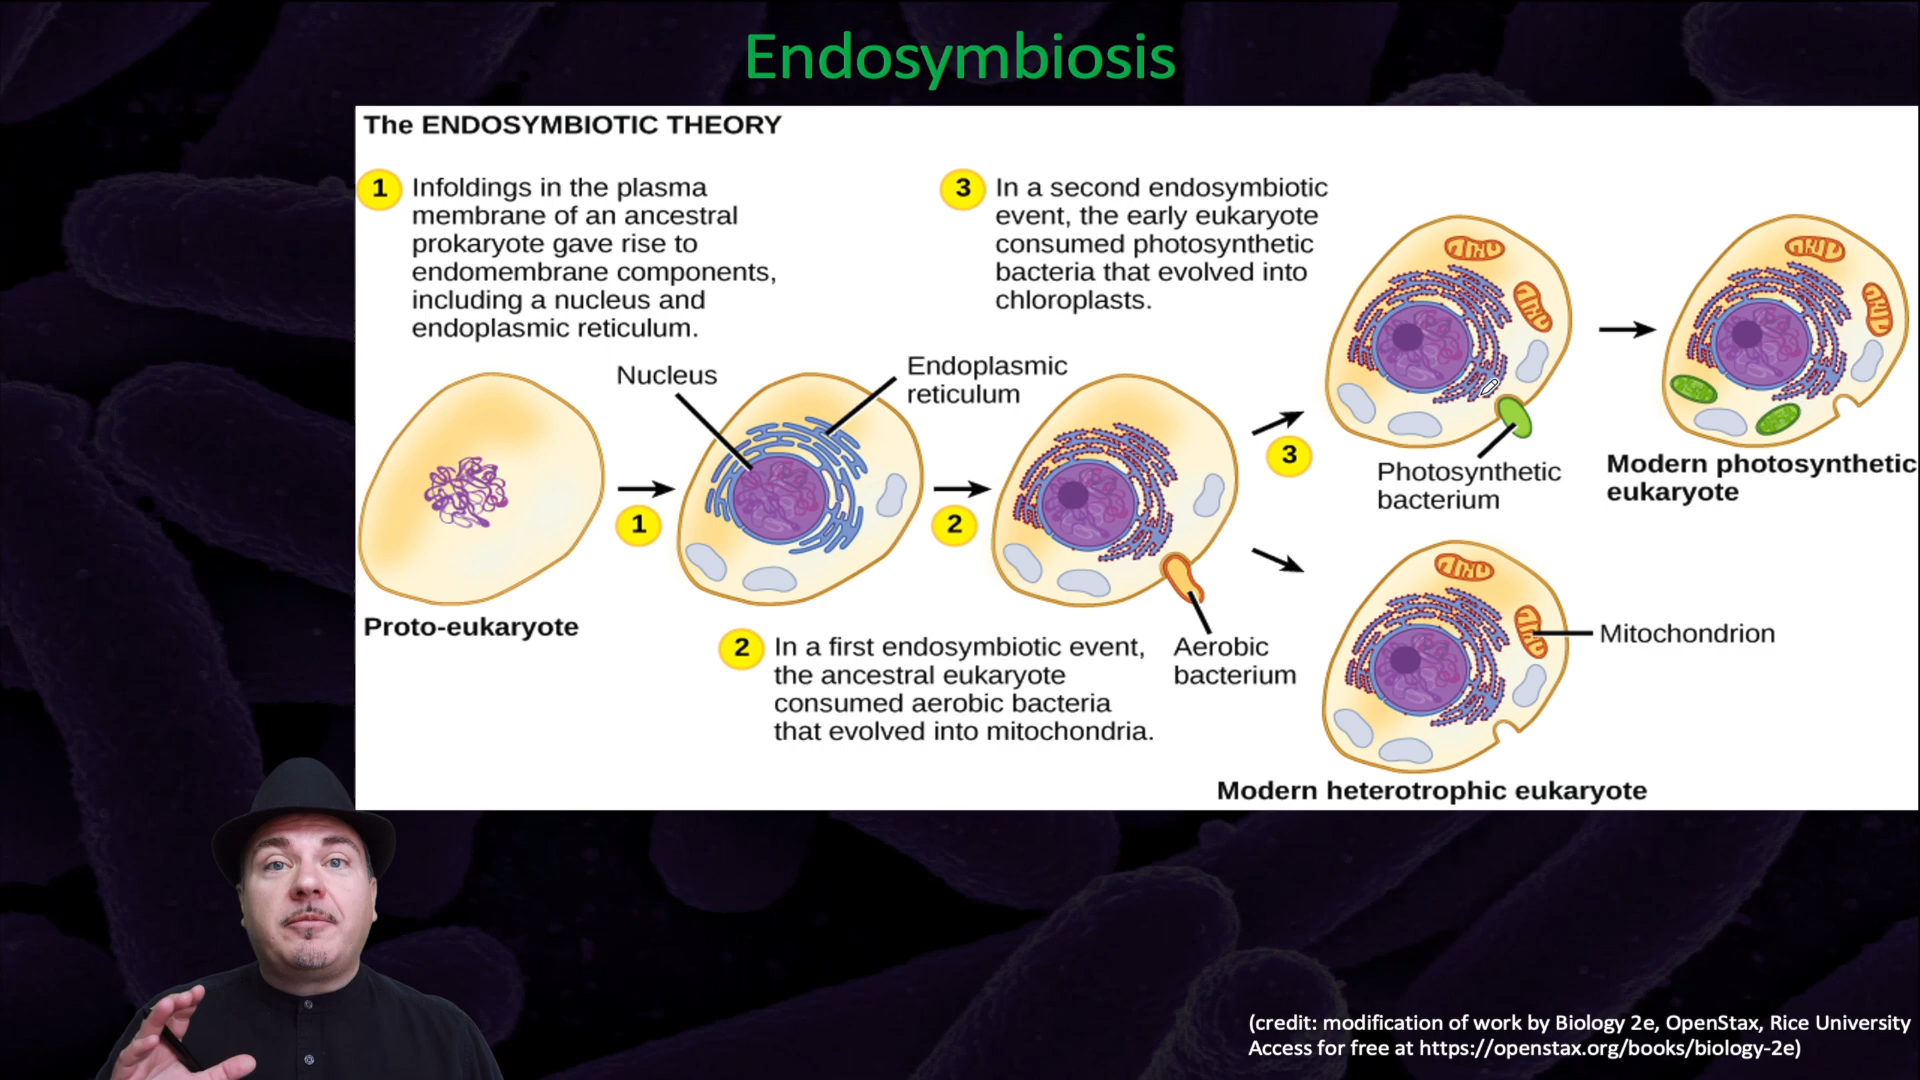 Endosymbiosis
The ENDOSYMBIOTIC THEORY
1
Infoldings in the plasma
membrane of an ancestral
prokaryote gave rise to
endomembrane components,
including a nucleus and
endoplasmic reticulum.
3
In a second endosymbiotic
event, the early eukaryote
consumed photosynthetic
bacteria that evolved into
chloroplasts.
Nucleus
Endoplasmic
reticulum
Proto-eukaryote
1
2
3
Photosynthetic
bacterium
Modern photosynthetic
eukaryote
2
In a first endosymbiotic event,
the ancestral eukaryote
consumed aerobic bacteria
that evolved into mitochondria.
Aerobic
bacterium
Mitochondrion
Modern heterotrophic eukaryote
(credit: modification of work by Biology 2e, OpenStax, Rice University
Access for free at https://openstax.org/books/biology-2e)